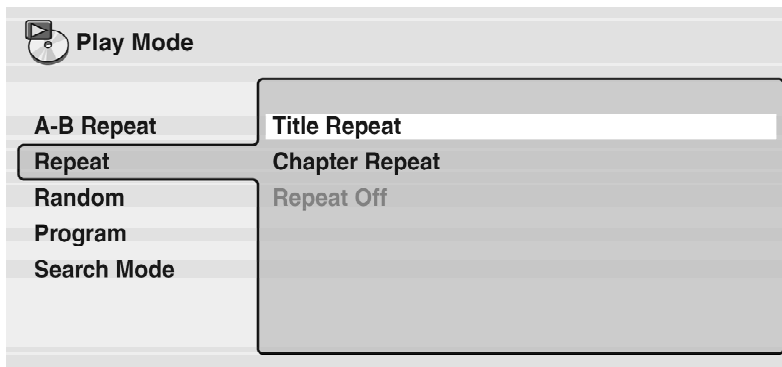 Play Mode
A-B Repeat
Repeat
Random
Program
Search Mode
Title Repeat
Chapter Repeat
Repeat Off